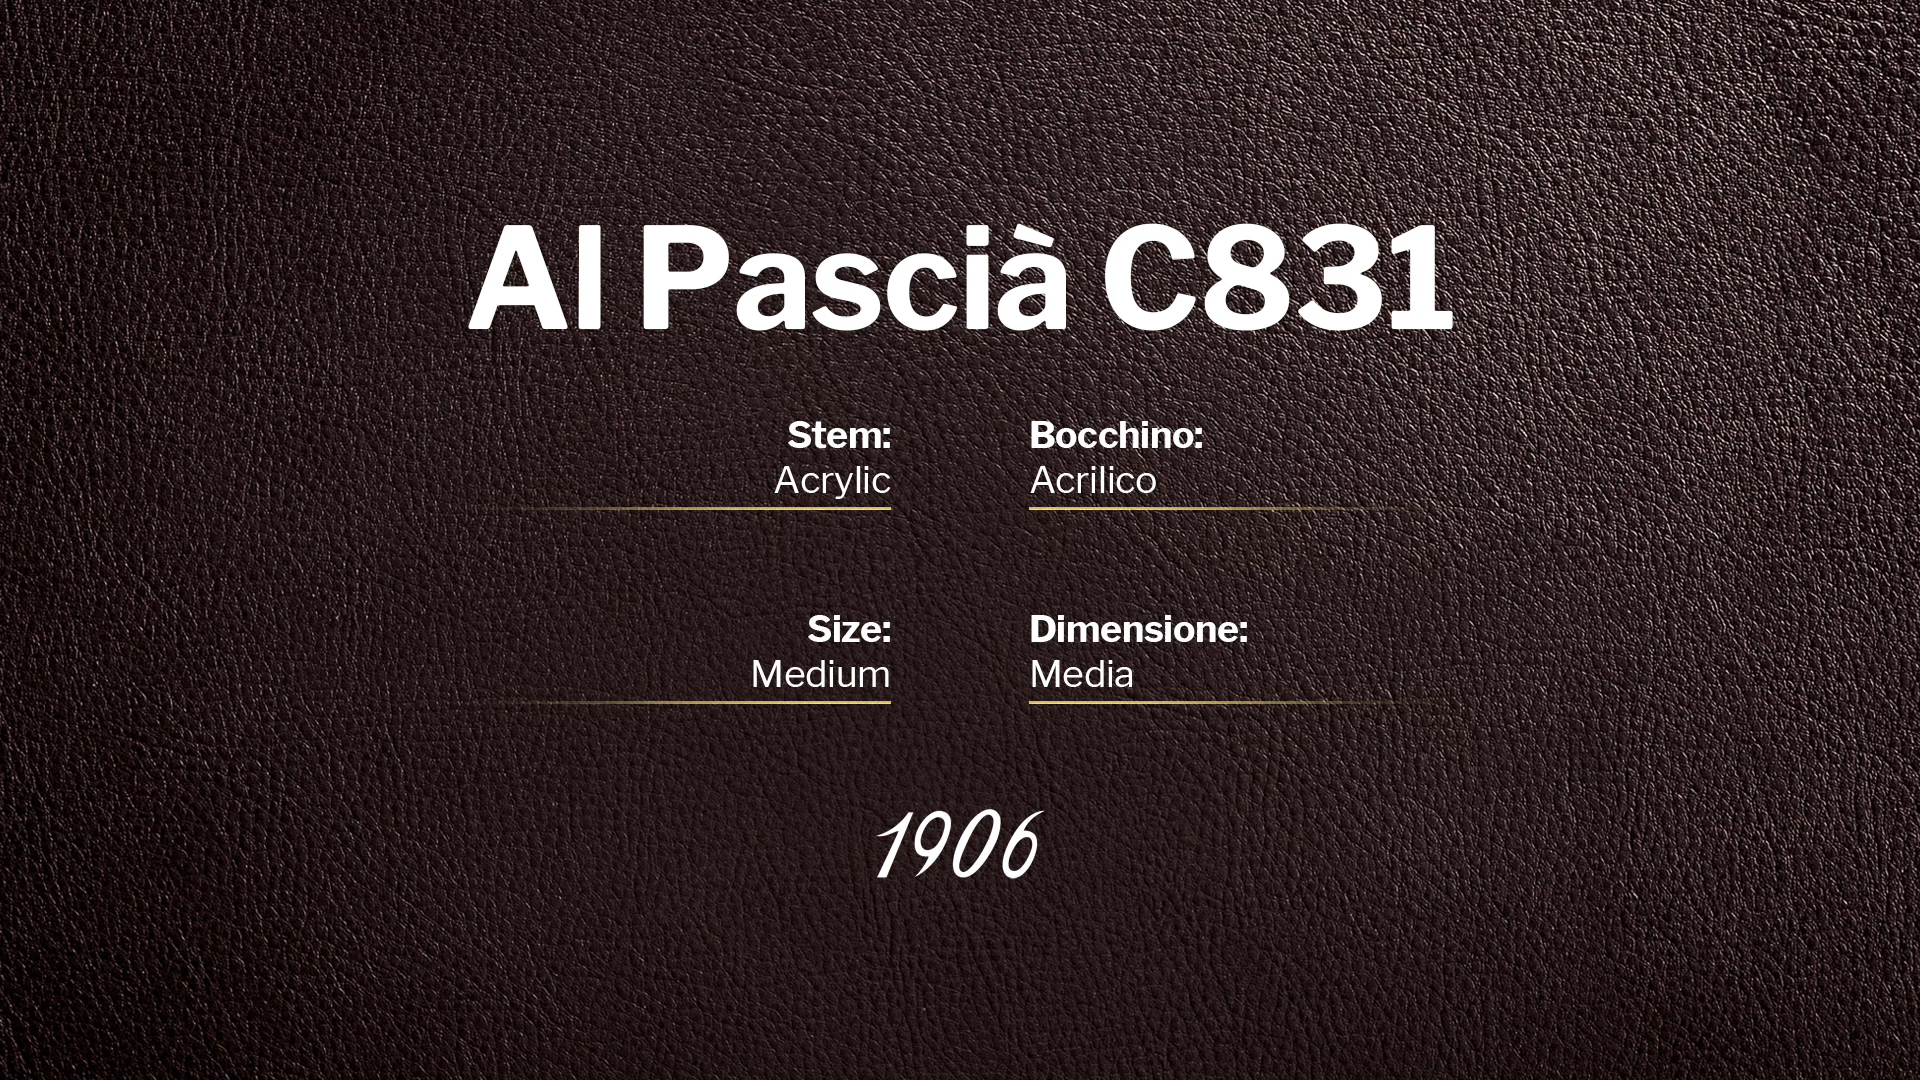 Al Pascià C831
Stem:
Acrylic
Bocchino:
Acrilico
Size:
Medium
Dimensione:
Media
1906